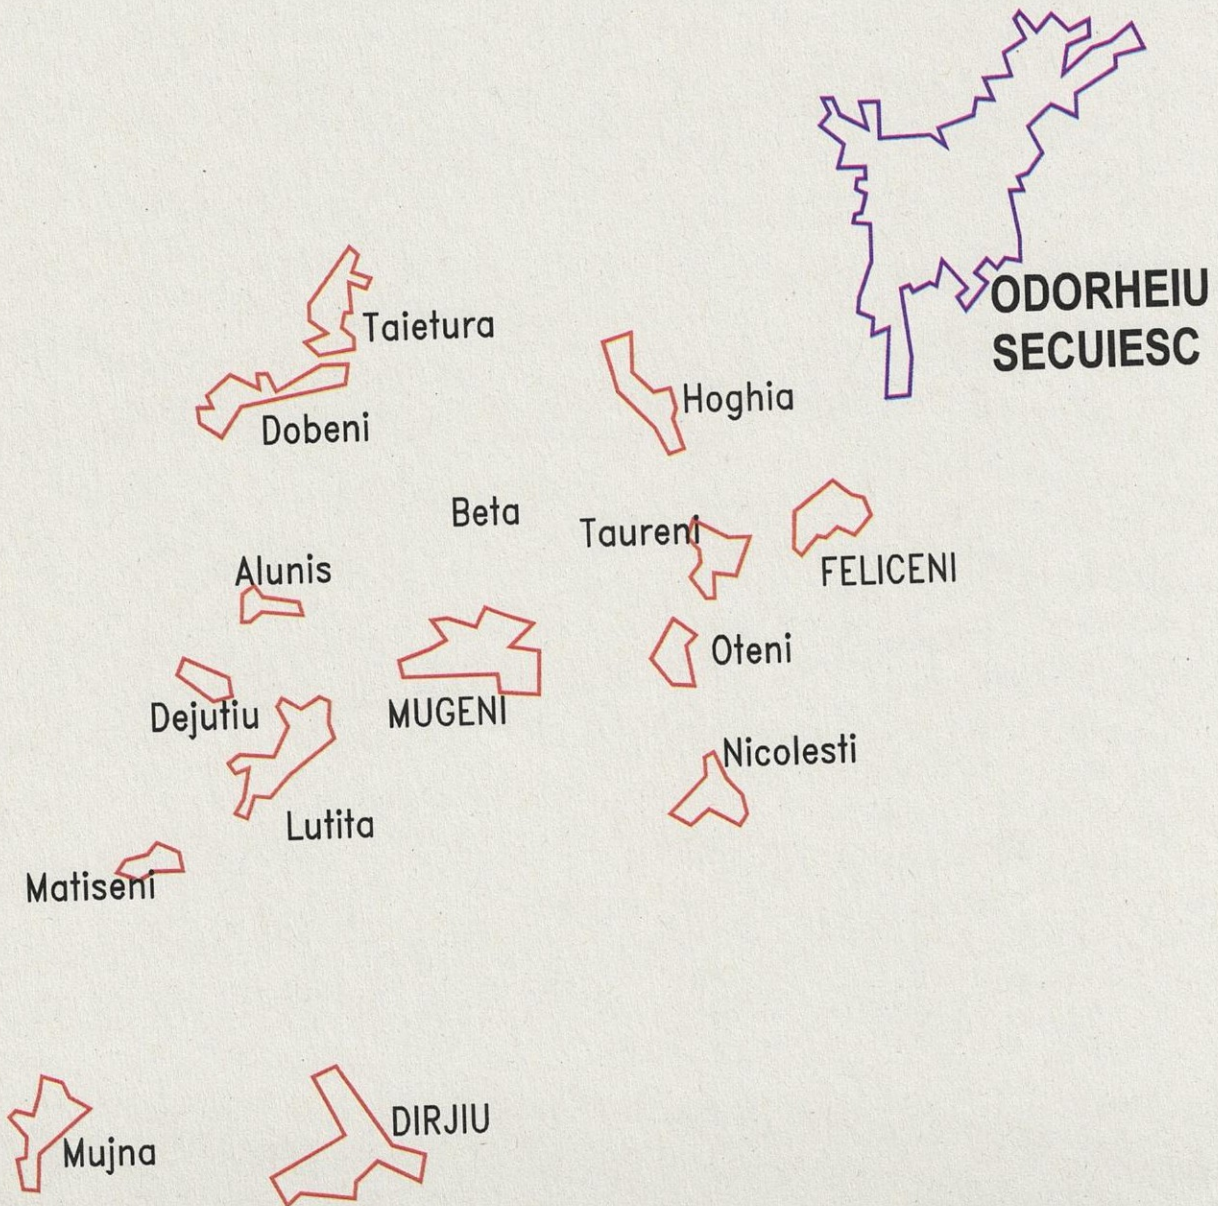 ODORHEIU
SECUIESC
Taietura
Hoghia
Dobeni
Beta
Taureni
Alunis
FELICENI
Oteni
Dejutiu
MUGENI
Nicolesti
Lutita
Matiseni
DIRJIU
Mujna